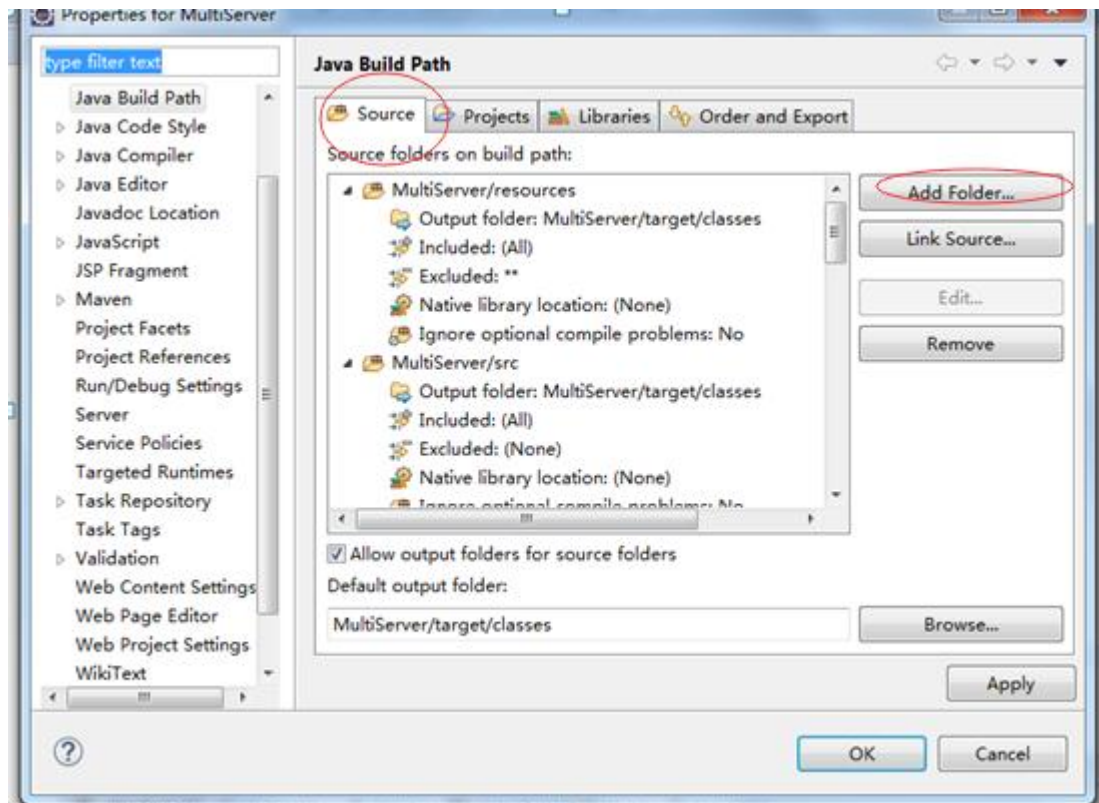 Properties for MultiServer
type filter text
Java Build Path
Java Code Style
Java Compiler
Java Editor
Javadoc Location
JavaScript
JSP Fragment
Maven
Project Facets
Project References
Run/Debug Settings
Server
Service Policies
Targeted Runtimes
Task Repository
Task Tags
Validation
Web Content Settings
Web Page Editor
Web Project Settings
WikiText
Java Build Path
Source Projects Libraries Order and Export
Source folders on build path:
MultiServer/resources
Output folder: MultiServer/target/classes
Included: (All)
Excluded: **
Native library location: (None)
Ignore optional compile problems: No
MultiServer/src
Output folder: MultiServer/target/classes
Included: (All)
Excluded: (None)
Native library location: (None)
Ignore optional compile problems: No
Add Folder...
Link Source...
Edit...
Remove
Allow output folders for source folders
Default output folder:
MultiServer/target/classes
Browse...
Apply
?
OK
Cancel